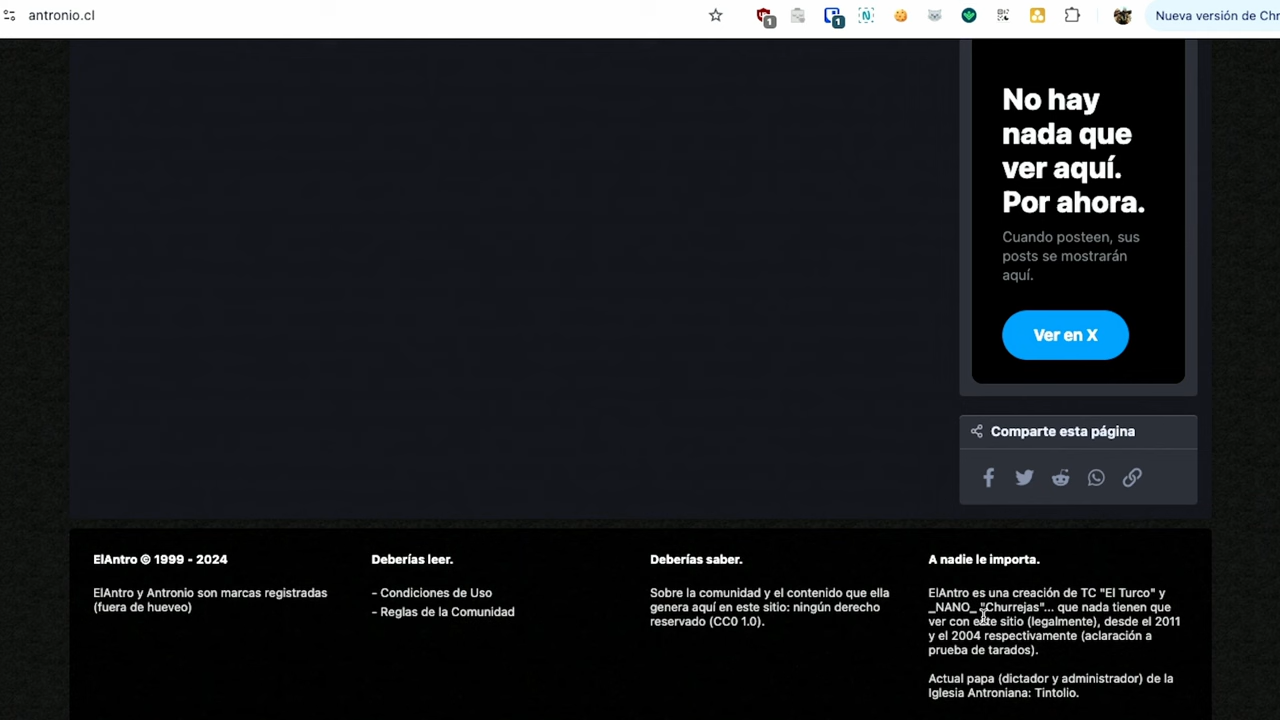 antronio.cl
1
1
Nueva versión de Chr
No hay
nada que
ver aquí.
Por ahora.
Cuando posteen, sus
posts se mostrarán
aquí.
Ver en X
Comparte esta página
ElAntro © 1999 - 2024
ElAntro y Antronio son marcas registradas
(fuera de hueveo)
Deberías leer.
- Condiciones de Uso
- Reglas de la Comunidad
Deberías saber.
Sobre la comunidad y el contenido que ella
genera aquí en este sitio: ningún derecho
reservado (CC0 1.0).
A nadie le importa.
ElAntro es una creación de TC "El Turco" y
_NANO_ "Churrejas"... que nada tienen que
ver con este sitio (legalmente), desde el 2011
y el 2004 respectivamente (aclaración a
prueba de tarados).
Actual papa (dictador y administrador) de la
Iglesia Antroniana: Tintolio.